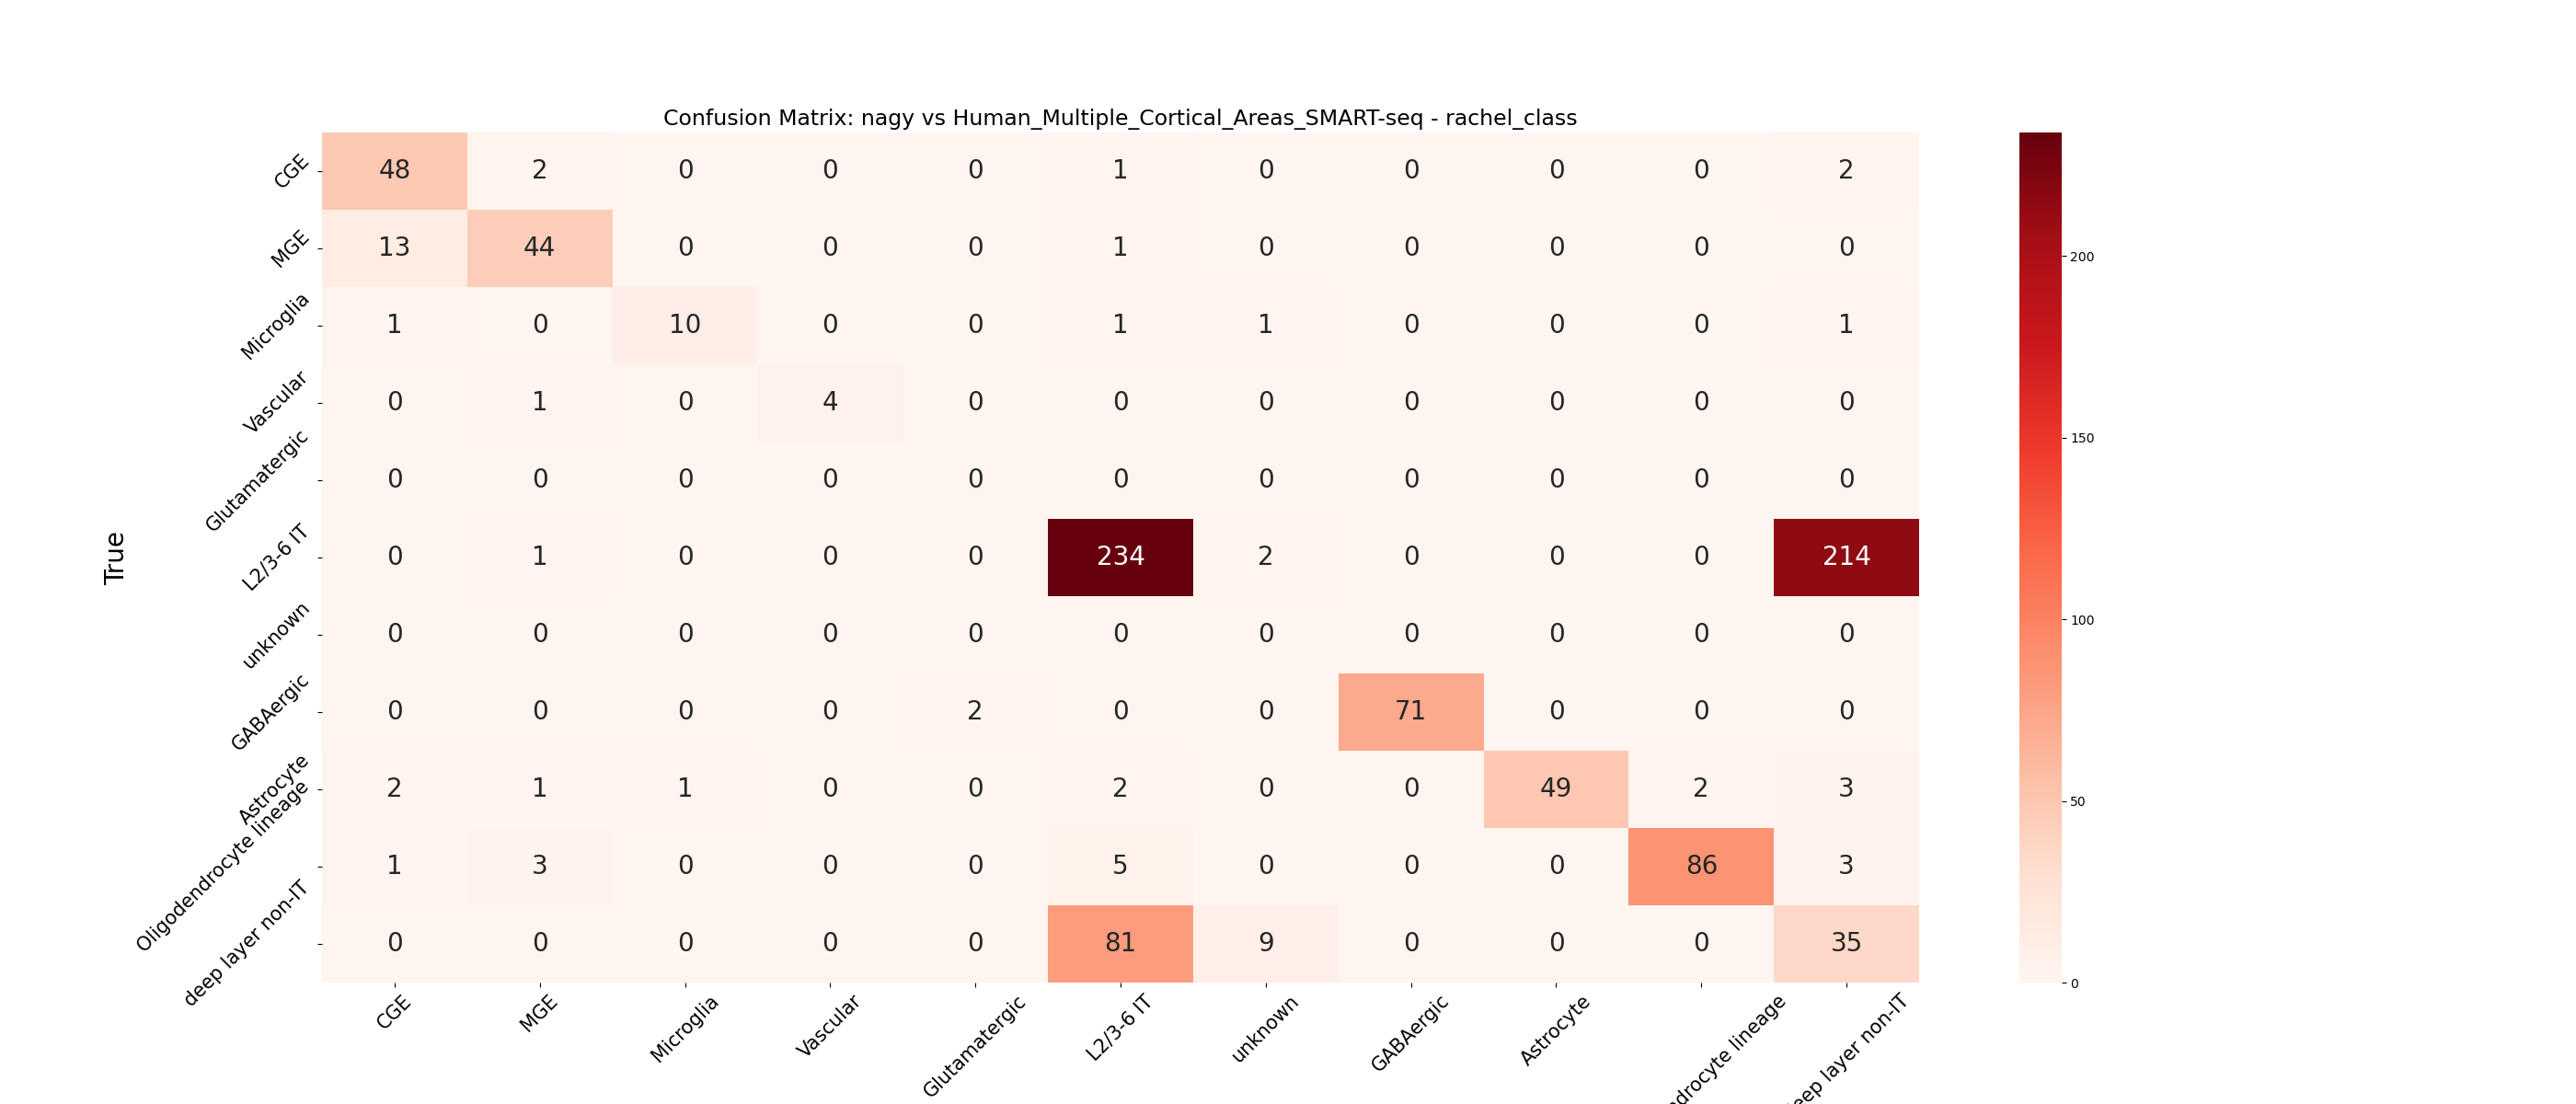 Confusion Matrix: nagy vs Human_Multiple_Cortical_Areas_SMART-seq - rachel_class
True
CGE 48 2 0 0 0 1 0 0 0 0 2
MGE 13 44 0 0 0 1 0 0 0 0 0
Microglia 1 0 10 0 0 1 1 0 0 0 1
Vascular 0 1 0 4 0 0 0 0 0 0 0
Glutamatergic 0 0 0 0 0 0 0 0 0 0 0
L2/3-6 IT 0 1 0 0 0 234 2 0 0 0 214
unknown 0 0 0 0 0 0 0 0 0 0 0
GABAergic 0 0 0 0 2 0 0 71 0 0 0
Astrocyte 2 1 1 0 0 2 0 0 49 2 3
Oligodendrocyte lineage 1 3 0 0 0 5 0 0 0 86 3
deep layer non-IT 0 0 0 0 0 81 9 0 0 0 35
CGE MGE Microglia Vascular Glutamatergic L2/3-6 IT unknown GABAergic Astrocyte ndrocyte lineage eep layer non-IT
200
150
100
50
0